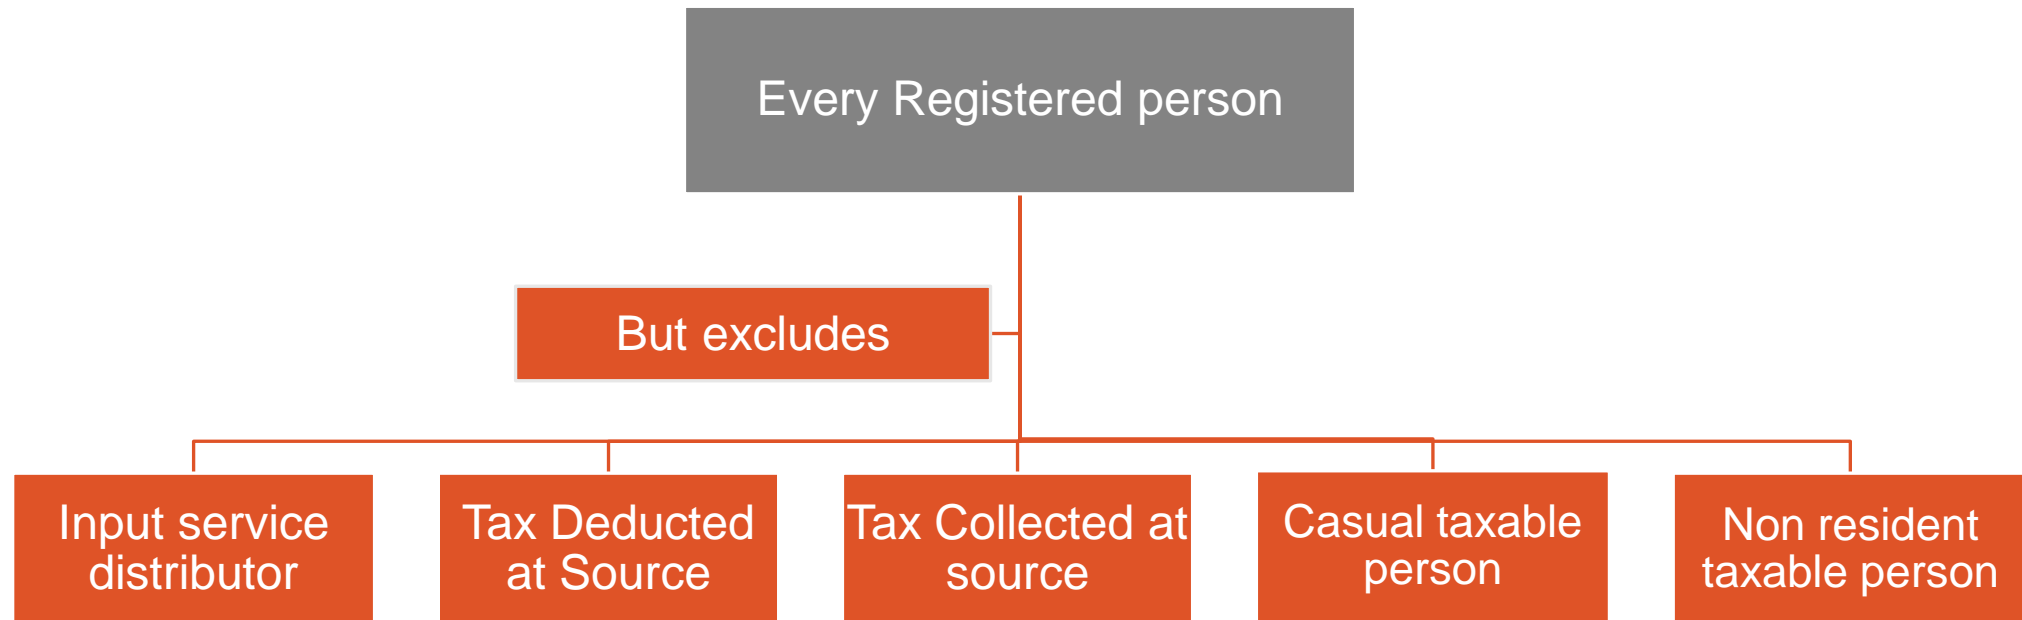 Every Registered person
But excludes
Input service
distributor
Tax Deducted
at Source
Tax Collected at
source
Casual taxable
person
Non resident
taxable person